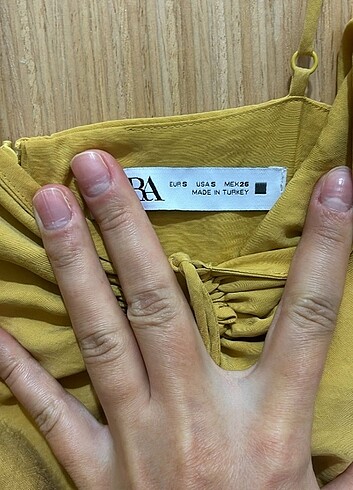 RA EUR S USA S MEX 26
MADE IN TURKEY